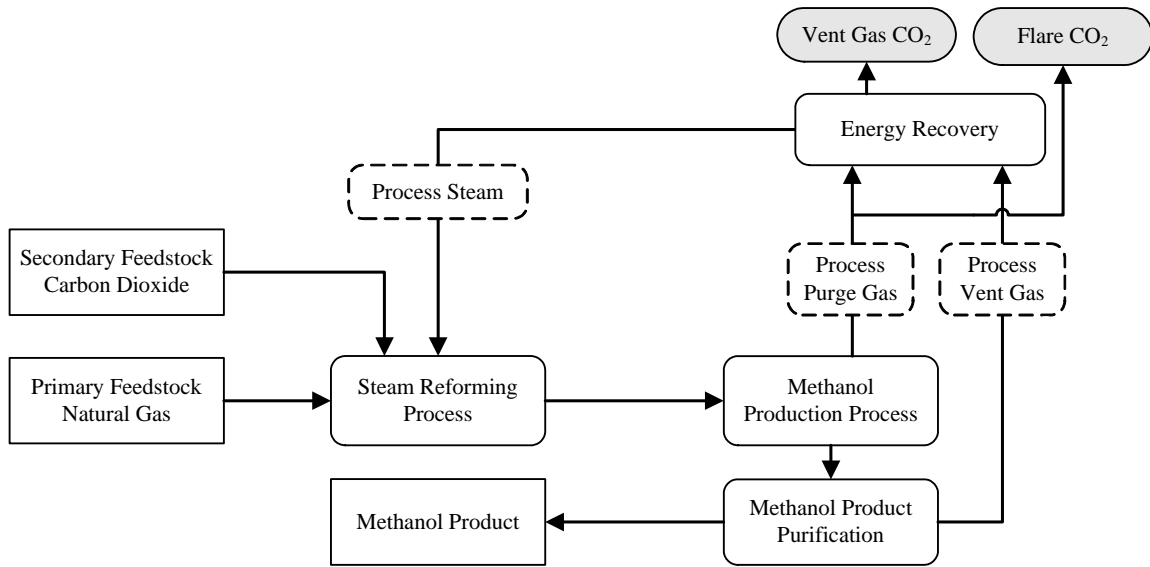 Vent Gas CO₂
Flare CO₂
Energy Recovery
Process Steam
Secondary Feedstock
Carbon Dioxide
Process
Purge Gas
Process
Vent Gas
Primary Feedstock
Natural Gas
Steam Reforming
Process
Methanol
Production Process
Methanol Product
Methanol Product
Purification